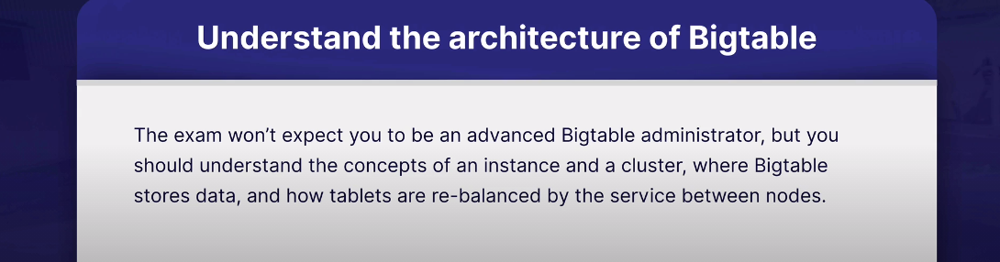 Understand the architecture of Bigtable
The exam won’t expect you to be an advanced Bigtable administrator, but you
should understand the concepts of an instance and a cluster, where Bigtable
stores data, and how tablets are re-balanced by the service between nodes.